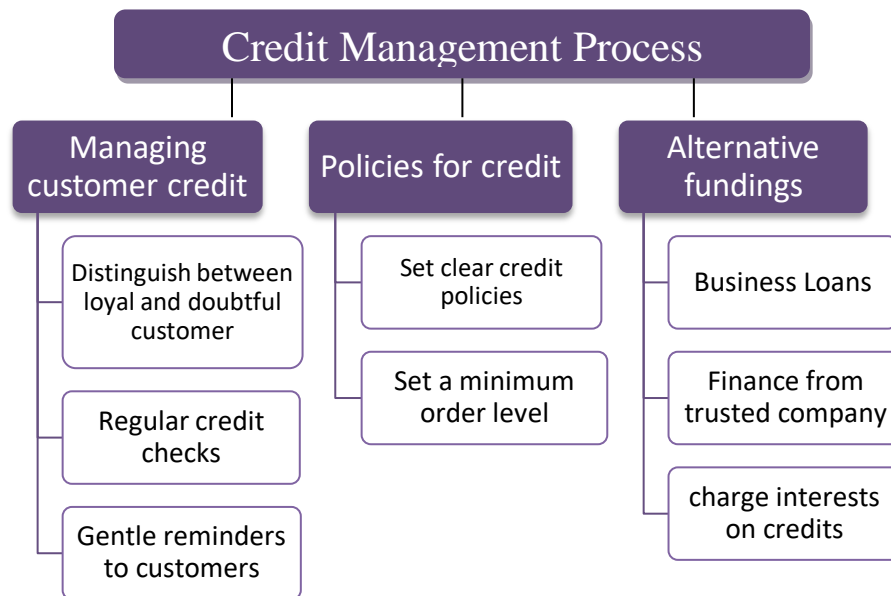 Credit Management Process
Managing
customer credit
Distinguish between
loyal and doubtful
customer
Regular credit
checks
Gentle reminders
to customers
Policies for credit
Set clear credit
policies
Set a minimum
order level
Alternative
fundings
Business Loans
Finance from
trusted company
charge interests
on credits